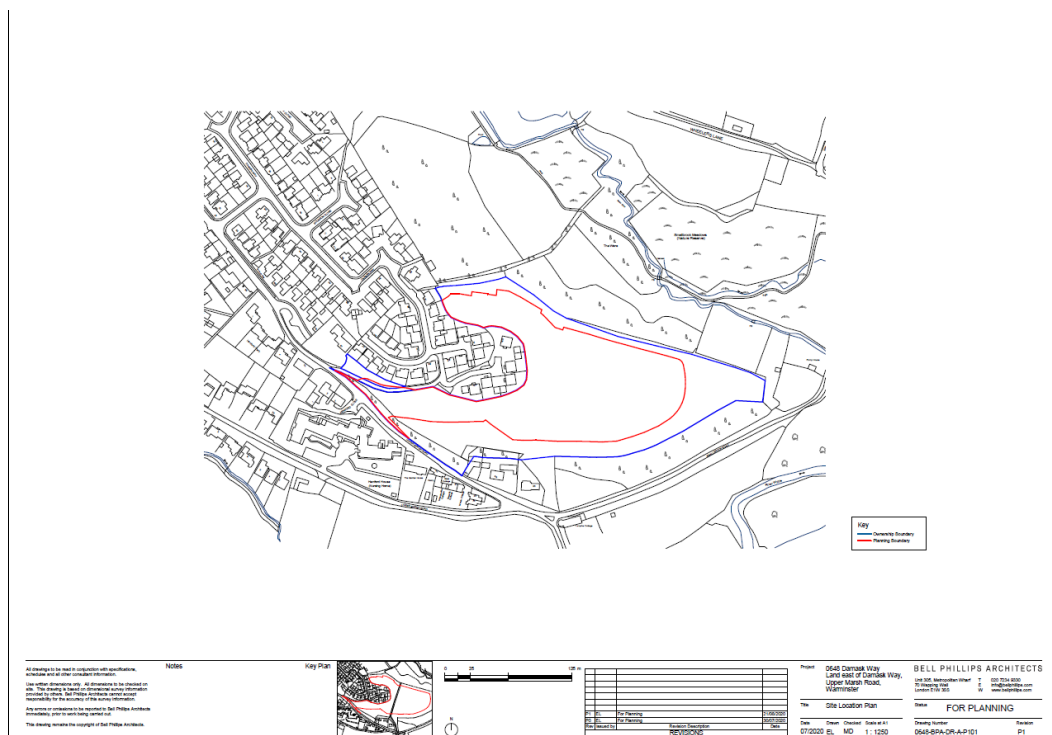 Key
Ownership Boundary
Planning Boundary
All drawings to be read in conjunction with specifications,
schedules and all other consultant information.
Use written dimensions only. All dimensions to be checked on
site. This drawing is based on dimensional survey information
provided by others. Bell Phillips Architects cannot accept
responsibility for the accuracy of this survey information.
Any errors or omissions to be reported to Bell Phillips Architects
immediately, prior to work being carried out.
This drawing remains the copyright of Bell Phillips Architects.
Notes
Key Plan
0 25 125 m
N
P1 EL For Planning 21/08/2020
P0 EL For Planning 30/07/2020
Rev Issued by Revision Description Date
REVISIONS
Project 0648 Damask Way
Land east of Damask Way,
Upper Marsh Road,
Warminster
Title Site Location Plan
Date Drawn Checked Scale at A1
07/2020 EL MD 1 : 1250
BELL PHILLIPS ARCHITECTS
Unit 305, Metropolitan Wharf T 020 7234 9330
70 Wapping Wall E info@bellphillips.com
London E1W 3SS W www.bellphillips.com
Status FOR PLANNING
Drawing Number Revision
0648-BPA-DR-A-P101 P1